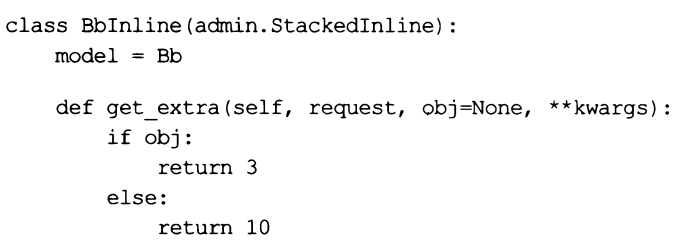 class BbInline(admin.StackedInline):
    model = Bb

    def get_extra(self, request, obj=None, **kwargs):
        if obj:
            return 3
        else:
            return 10